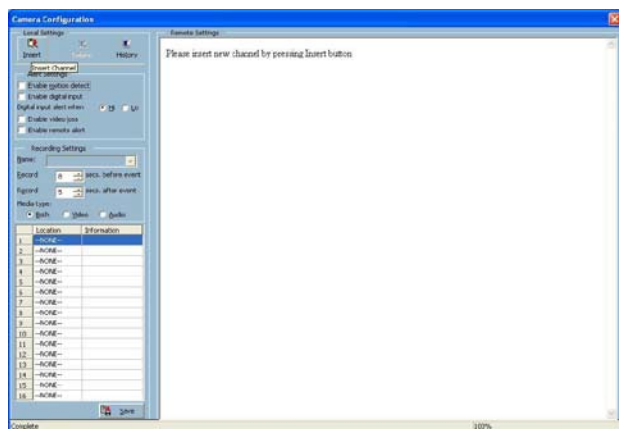 Camera Configuration
Local Settings
Insert
History
Insert Channel
Alert Settings
Enable motion detect
Enable digital input
Digital input alert when Hi Lo
Enable video loss
Enable remote alert
Recording Settings
Name:
Record 8 secs. before event
Record 5 secs. after event
Media type:
Both Video Audio
Location Information
1 --NONE--
2 --NONE--
3 --NONE--
4 --NONE--
5 --NONE--
6 --NONE--
7 --NONE--
8 --NONE--
9 --NONE--
10 --NONE--
11 --NONE--
12 --NONE--
13 --NONE--
14 --NONE--
15 --NONE--
16 --NONE--
Save
Remote Settings
Please insert new channel by pressing Insert button
Complete 100%